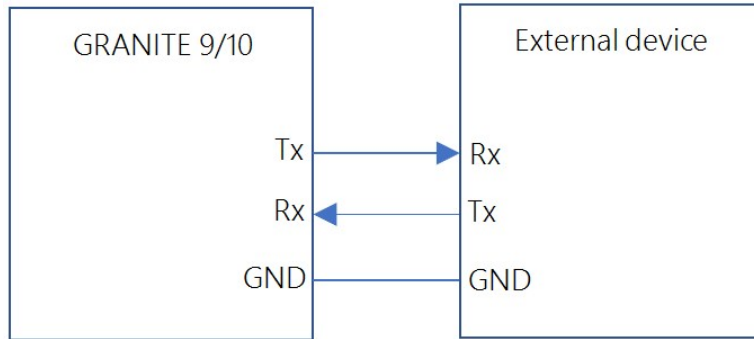 GRANITE 9/10
External device
Tx
Rx
Rx
Tx
GND
GND